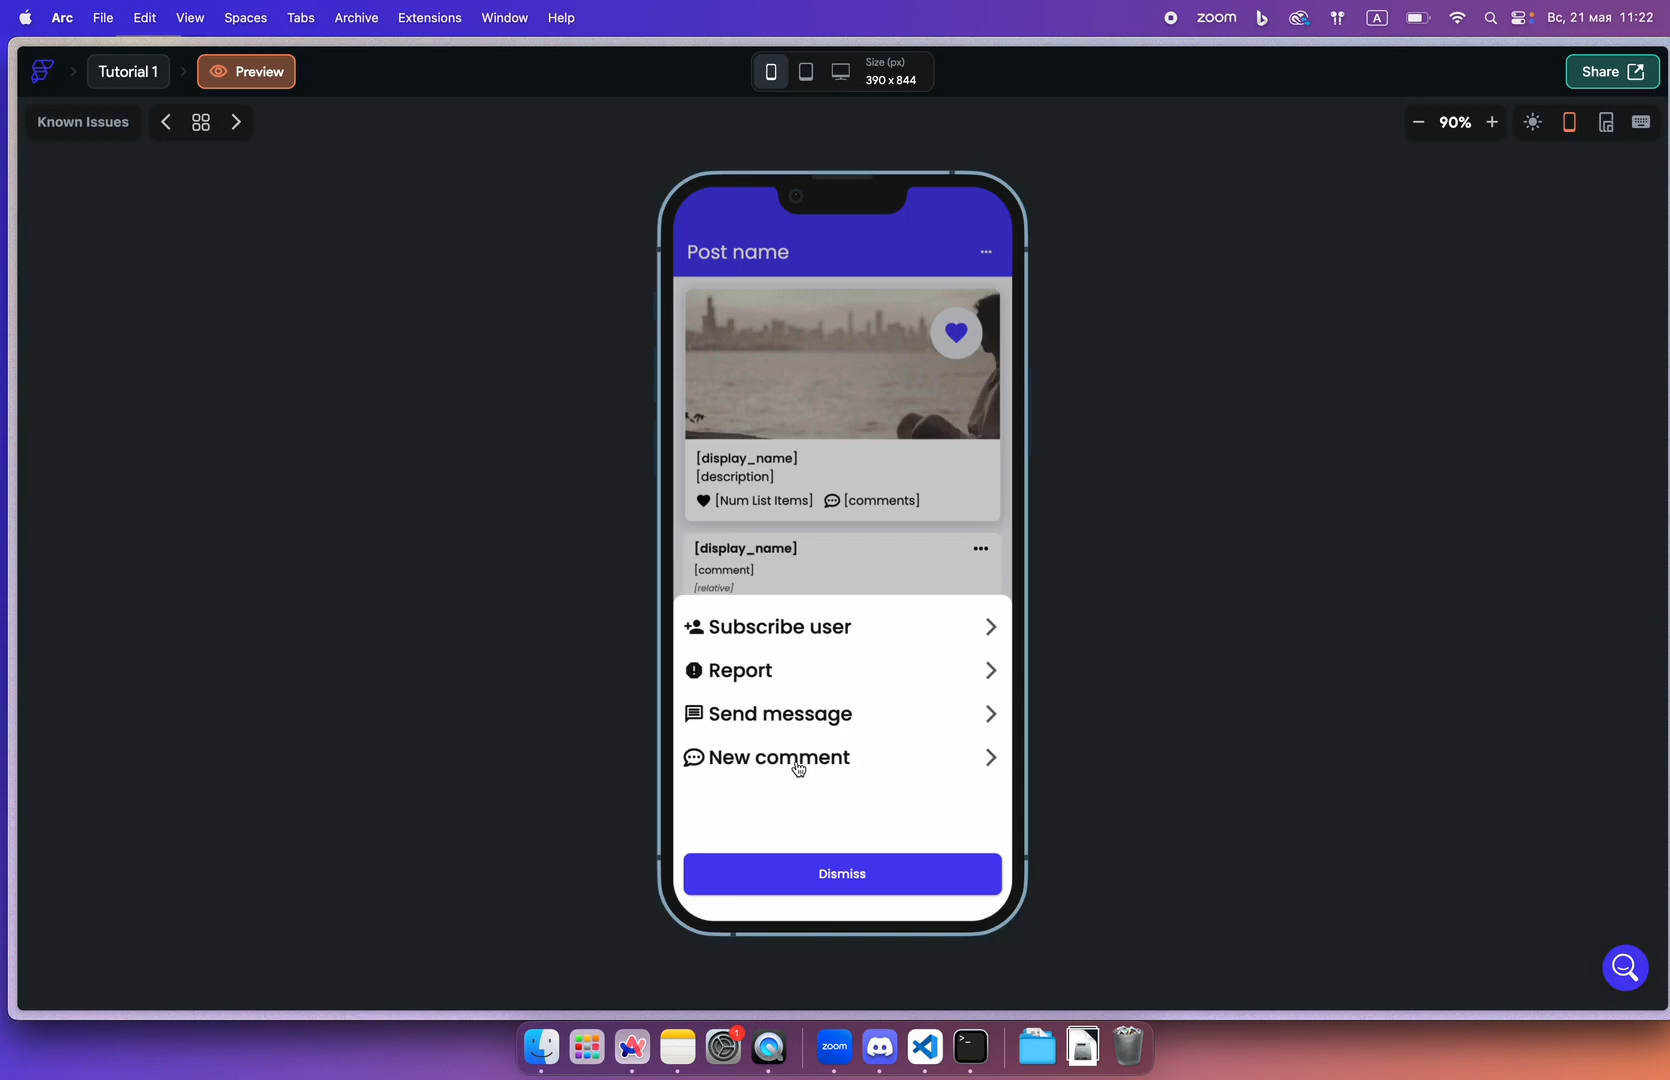 Arc File Edit View Spaces Tabs Archive Extensions Window Help zoom A Вс, 21 мая 11:22
Tutorial 1 Preview Size (px) Share
390 x 844
Known Issues 90%
Post name
[display_name]
[description]
[Num List Items] [comments]
[display_name]
[comment]
[relative]
Subscribe user
Report
Send message
New comment
Dismiss
1
zoom